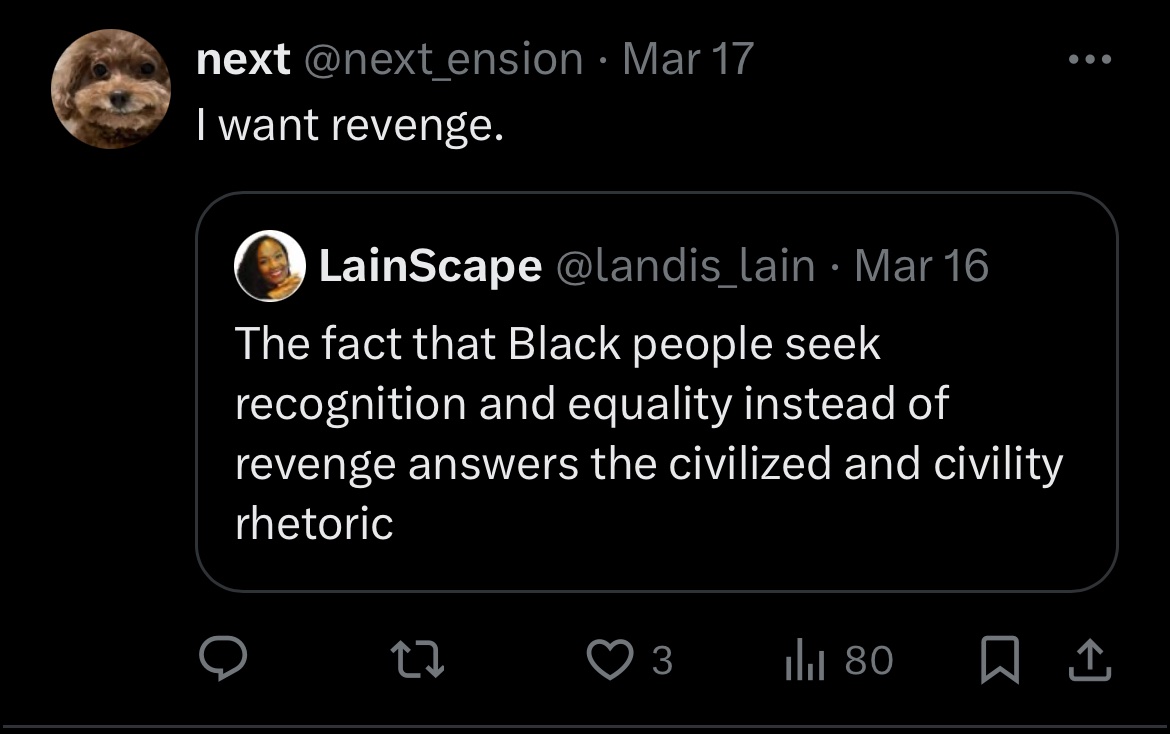 next @next_ension · Mar 17
I want revenge.
LainScape @landis_lain · Mar 16
The fact that Black people seek
recognition and equality instead of
revenge answers the civilized and civility
rhetoric
3 80